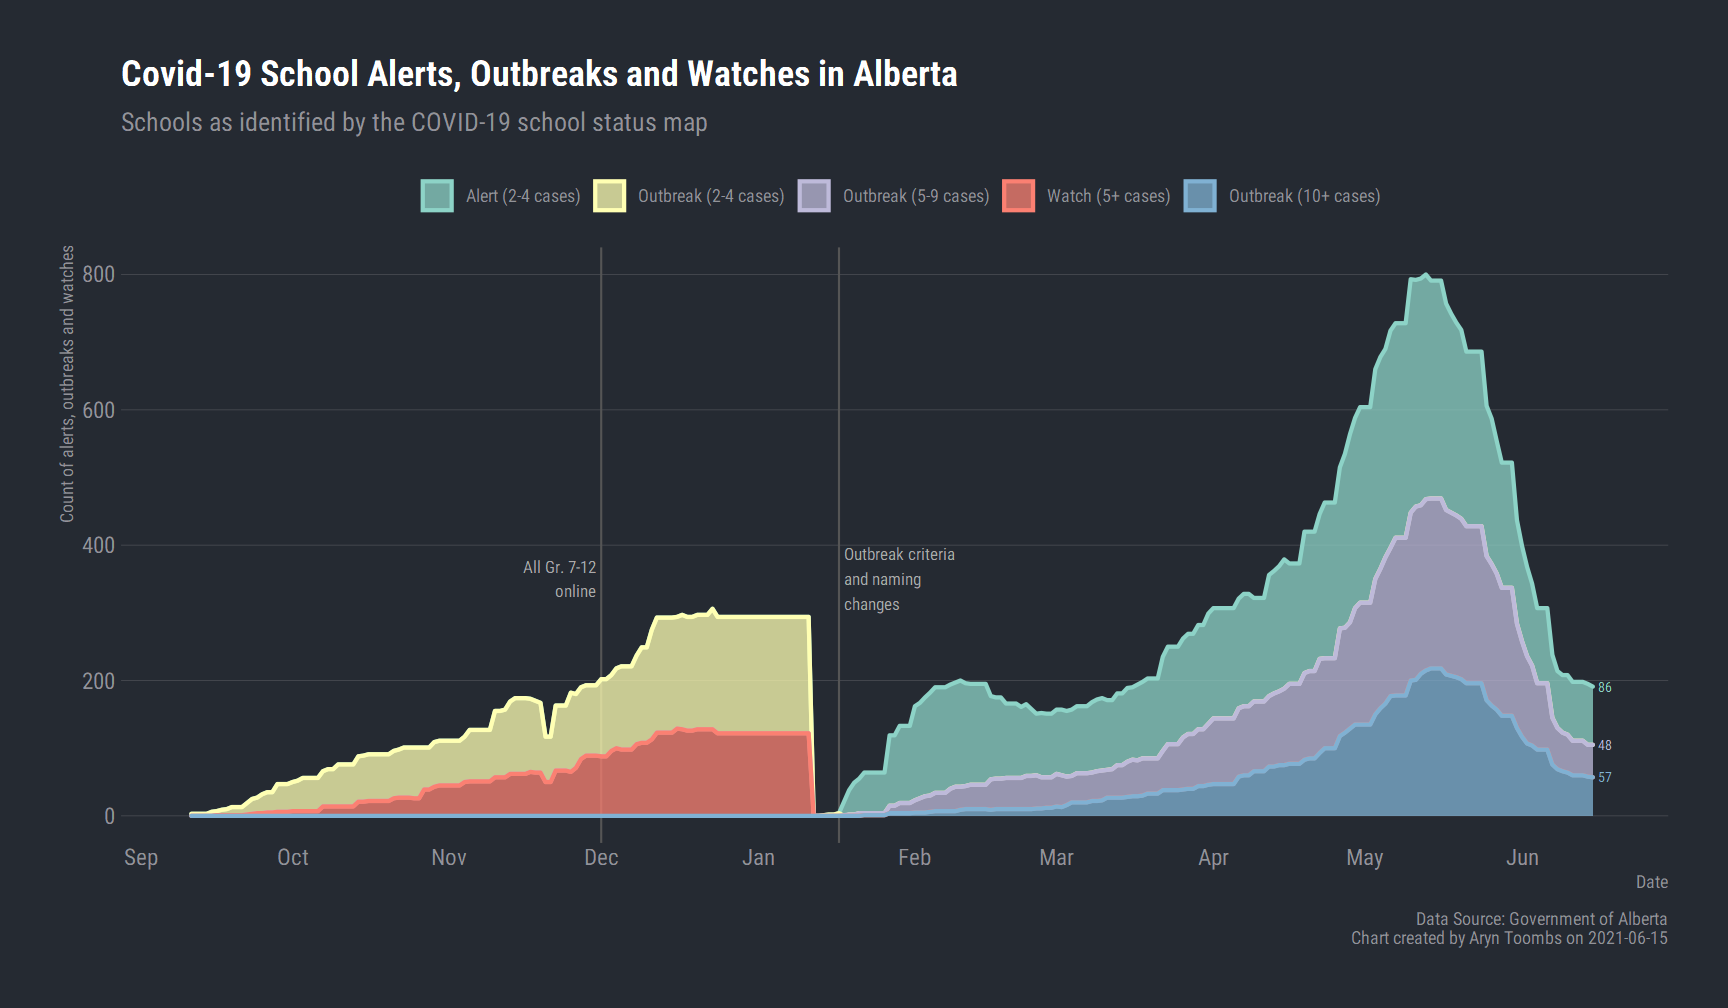 Covid-19 School Alerts, Outbreaks and Watches in Alberta
Schools as identified by the COVID-19 school status map
Alert (2-4 cases)
Outbreak (2-4 cases)
Outbreak (5-9 cases)
Watch (5+ cases)
Outbreak (10+ cases)
Count of alerts, outbreaks and watches
800
600
400
200
0
All Gr. 7-12
online
Outbreak criteria
and naming
changes
86
48
57
Sep
Oct
Nov
Dec
Jan
Feb
Mar
Apr
May
Jun
Date
Data Source: Government of Alberta
Chart created by Aryn Toombs on 2021-06-15